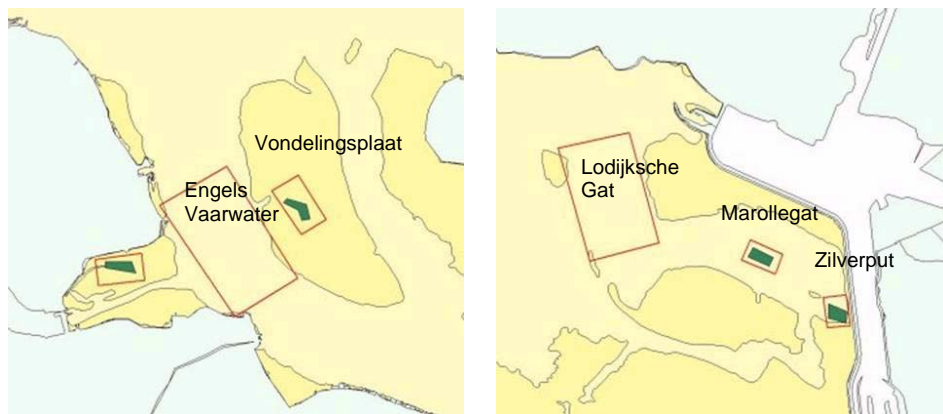 Vondelingsplaat
Engels
Vaarwater
Lodijksche
Gat
Marollegat
Zilverput